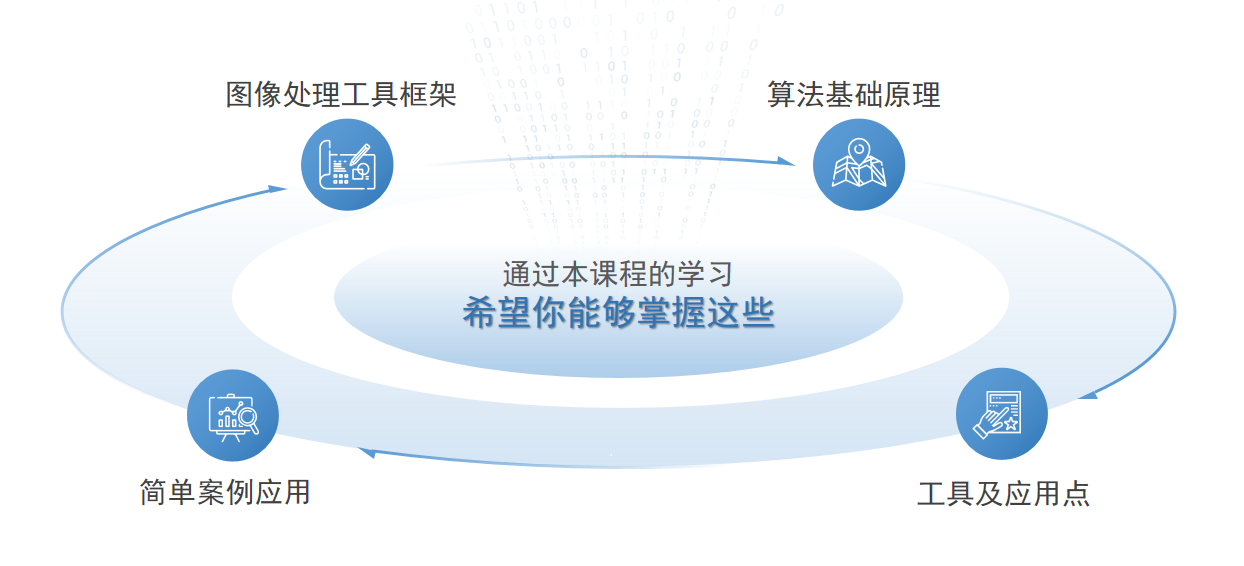 图像处理工具框架
算法基础原理
通过本课程的学习
希望你能够掌握这些
简单案例应用
工具及应用点